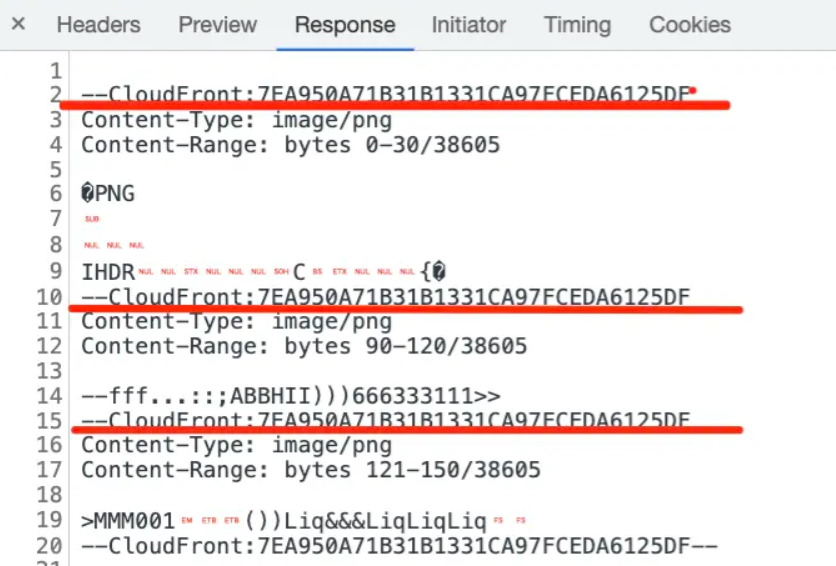 × Headers Preview Response Initiator Timing Cookies
1
2 --CloudFront:7EA950A71B31B1331CA97FCEDA6125DF
3 Content-Type: image/png
4 Content-Range: bytes 0-30/38605
5
6 �PNG
7 SUB
8 NUL NUL NUL
9 IHDR NUL NUL STX NUL NUL NUL SOH C BS ETX NUL NUL NUL {�
10 --CloudFront:7EA950A71B31B1331CA97FCEDA6125DF
11 Content-Type: image/png
12 Content-Range: bytes 90-120/38605
13
14 --fff...::;ABBHII)))666333111>>
15 --CloudFront:7EA950A71B31B1331CA97FCEDA6125DF
16 Content-Type: image/png
17 Content-Range: bytes 121-150/38605
18
19 >MMM001 EM ETB ETB ())Liq&&&LiqLiqLiq FS FS
20 --CloudFront:7EA950A71B31B1331CA97FCEDA6125DF--